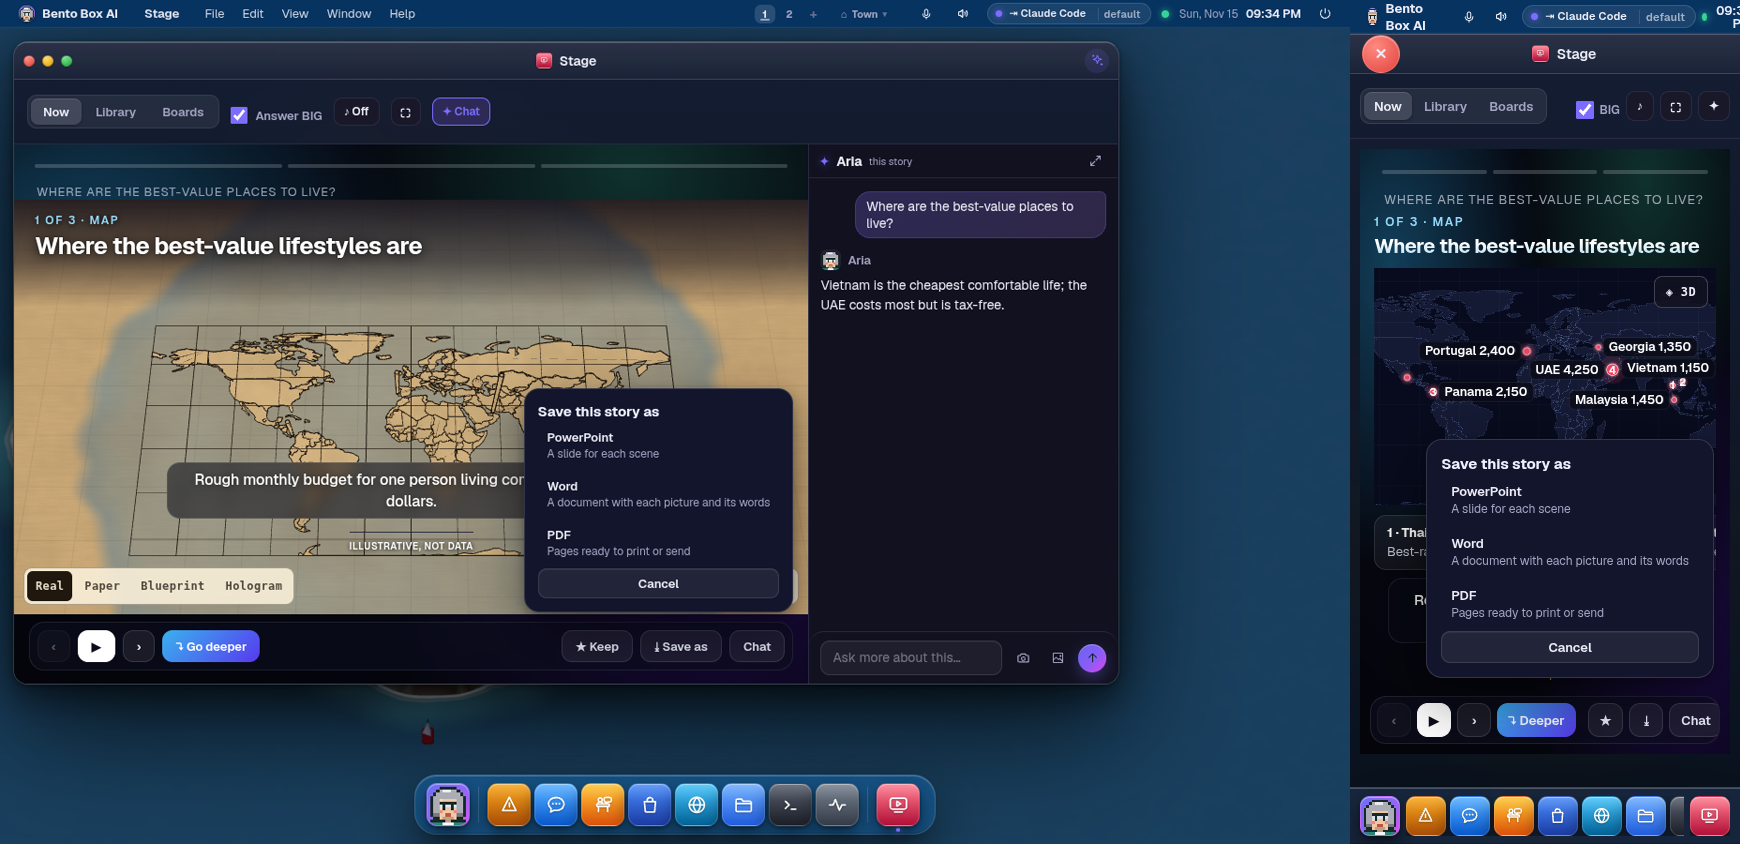 Bento Box AI Stage File Edit View Window Help 1 2 + Town Claude Code default Sun, Nov 15 09:34 PM
Stage
Now Library Boards Answer BIG ♪ Off Chat
WHERE ARE THE BEST-VALUE PLACES TO LIVE?
1 OF 3 · MAP
Where the best-value lifestyles are
Rough monthly budget for one person living
dollars.
ILLUSTRATIVE, NOT DATA
Real Paper Blueprint Hologram
Save this story as
PowerPoint
A slide for each scene
Word
A document with each picture and its words
PDF
Pages ready to print or send
Cancel
‹ ▶ › Go deeper ★ Keep Save as Chat
Aria this story
Where are the best-value places to
live?
Aria
Vietnam is the cheapest comfortable life; the
UAE costs most but is tax-free.
Ask more about this...
Bento
Box AI
Claude Code default
Stage
Now Library Boards BIG ♪
WHERE ARE THE BEST-VALUE PLACES TO LIVE?
1 OF 3 · MAP
Where the best-value lifestyles are
3D
Portugal 2,400
Georgia 1,350
UAE 4,250 4 Vietnam 1,150
1 2
3 Panama 2,150
Malaysia 1,450
Save this story as
PowerPoint
A slide for each scene
Word
A document with each picture and its words
PDF
Pages ready to print or send
Cancel
‹ ▶ › Deeper ★ Chat